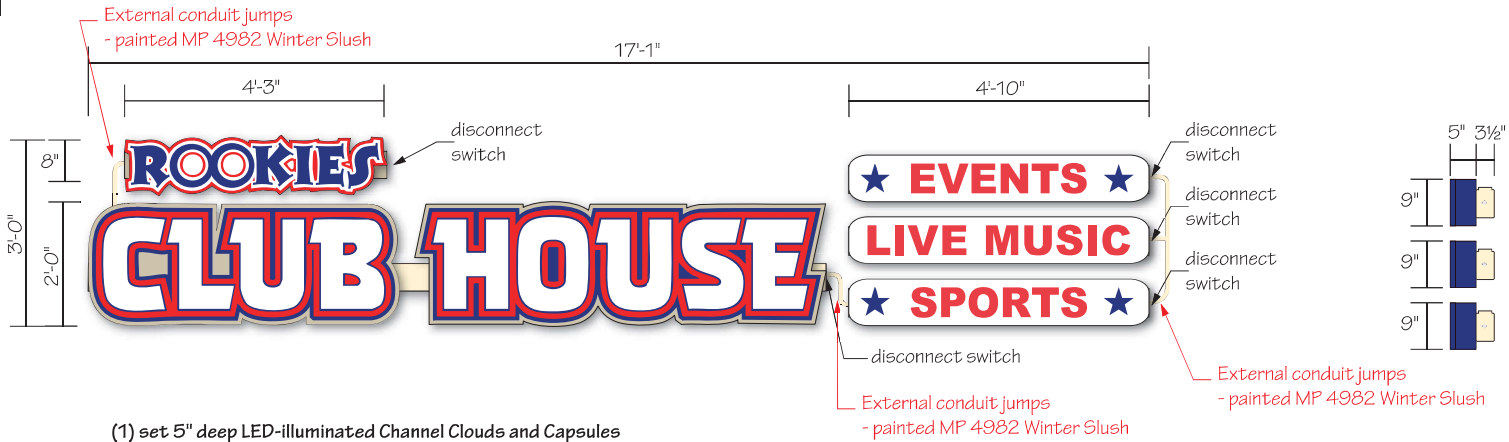 External conduit jumps
- painted MP 4982 Winter Slush
17'-1"
4'-3"
4'-10"
disconnect
switch
disconnect
switch
5"
3½"
8"
ROOKIES
EVENTS
9"
3'-0"
2'-0"
CLUB HOUSE
LIVE MUSIC
disconnect
switch
9"
SPORTS
disconnect
switch
9"
disconnect switch
External conduit jumps
- painted MP 4982 Winter Slush
External conduit jumps
- painted MP 4982 Winter Slush
(1) set 5" deep LED-illuminated Channel Clouds and Capsules